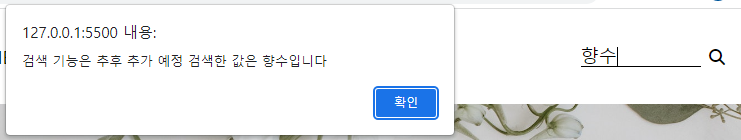 127.0.0.1:5500 내용:
검색 기능은 추후 추가 예정 검색한 값은 향수입니다
확인
향수